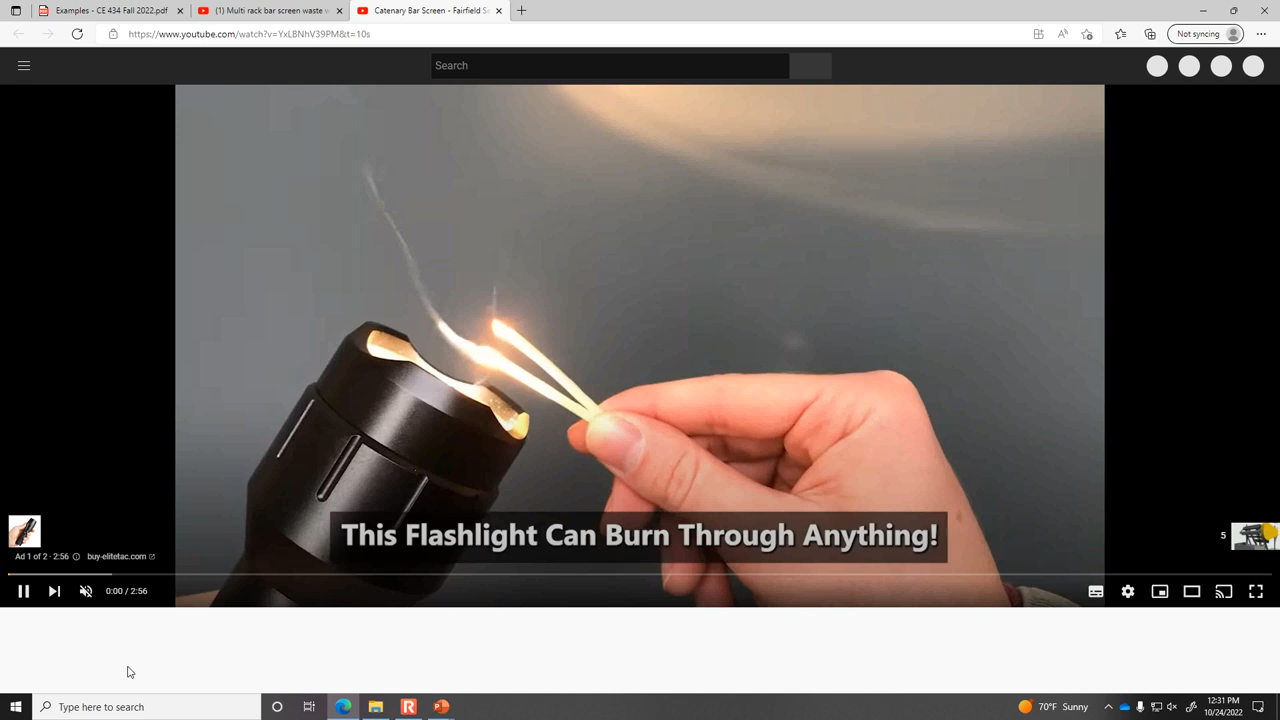 Examples - CE 434 Fall 2022.pdf
(1) Multi rack bar screen waste w
Catenary Bar Screen - Fairfield Se
https://www.youtube.com/watch?v=YxLBNhV39PM&t=10s
Not syncing
Search
This Flashlight Can Burn Through Anything!
5
Ad 1 of 2 · 2:56
buy-elitetac.com
0:00 / 2:56
Type here to search
70°F Sunny
12:31 PM
10/24/2022